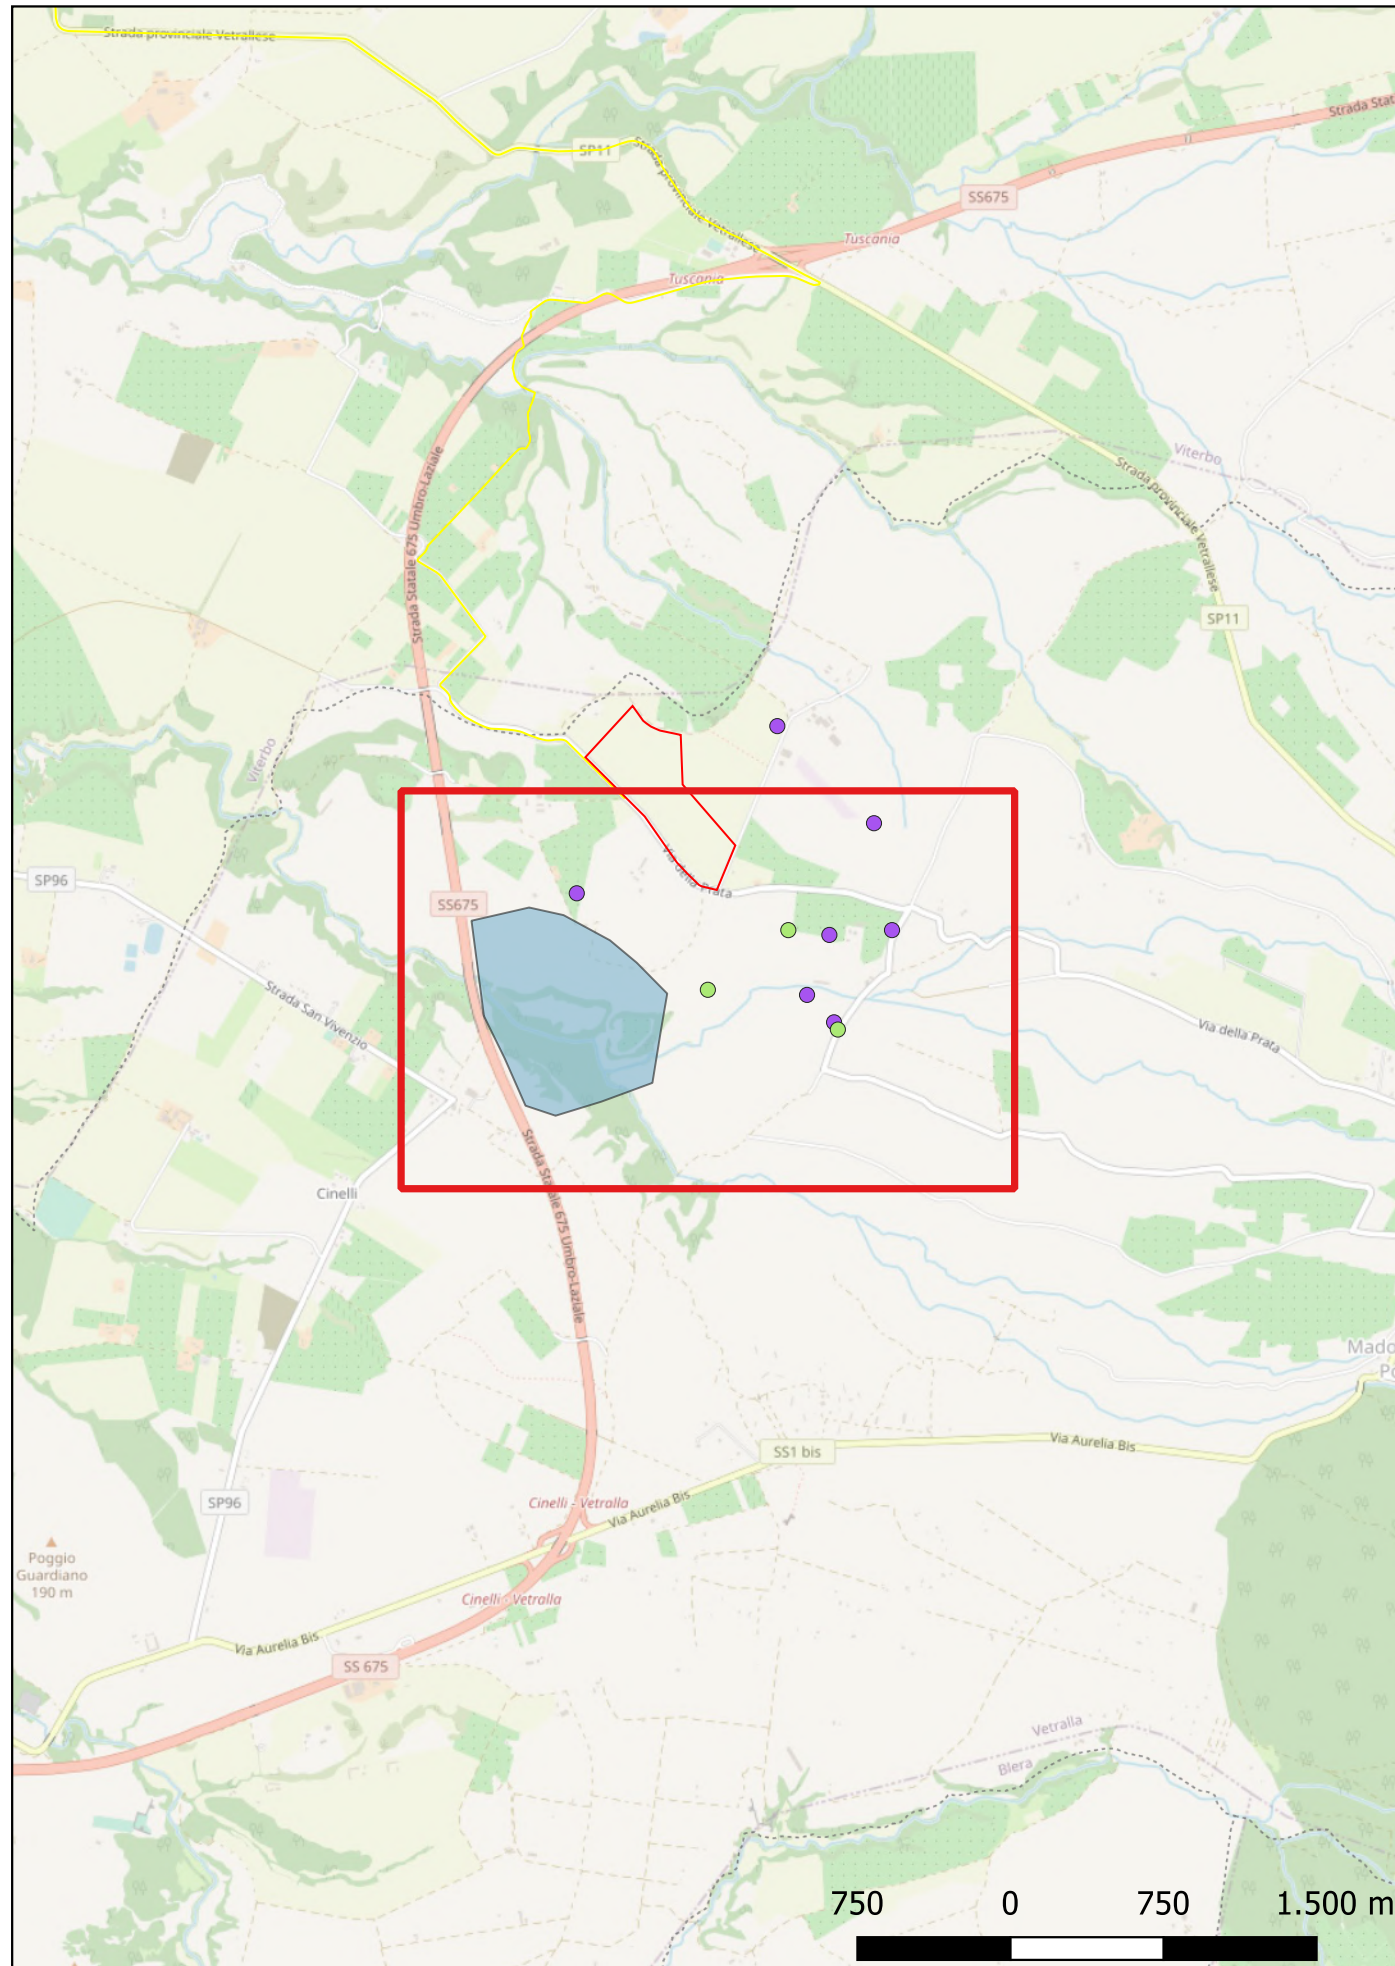 Strada provinciale Vetrallese
Strada Stat
SP11
Strada provinciale Vetrallese
SS675
Tuscania
Tuscania
Viterbo
Strada provinciale Vetrallese
Strada Statale 675 Umbro-Laziale
SP11
Viterbo
Via della Prata
SP96
SS675
Strada San Vivenzio
Via della Prata
Strada Statale 675 Umbro-Laziale
Cinelli
Mado
Po
Via Aurelia Bis
SS1 bis
Cinelli - Vetralla
Via Aurelia Bis
SP96
Poggio
Guardiano
190 m
Cinelli - Vetralla
Via Aurelia Bis
SS 675
Vetralla
Blera
750 0 750 1.500 m